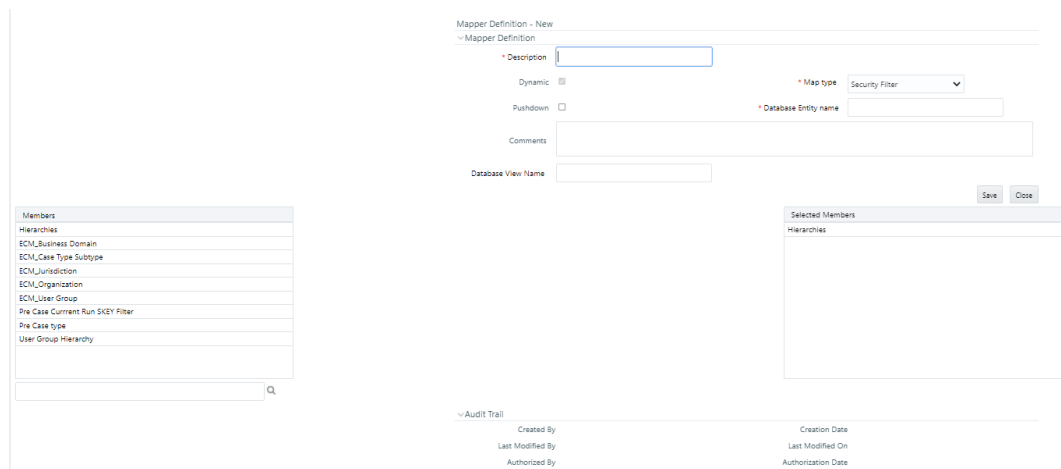 Mapper Definition - New
Mapper Definition
* Description
Dynamic
* Map type Security Filter
Pushdown
* Database Entity name
Comments
Database View Name
Save Close
Members
Hierarchies
ECM_Business Domain
ECM_Case Type Subtype
ECM_Jurisdiction
ECM_Organization
ECM_User Group
Pre Case Currrent Run SKEY Filter
Pre Case type
User Group Hierarchy
Selected Members
Hierarchies
Audit Trail
Created By Creation Date
Last Modified By Last Modified On
Authorized By Authorization Date